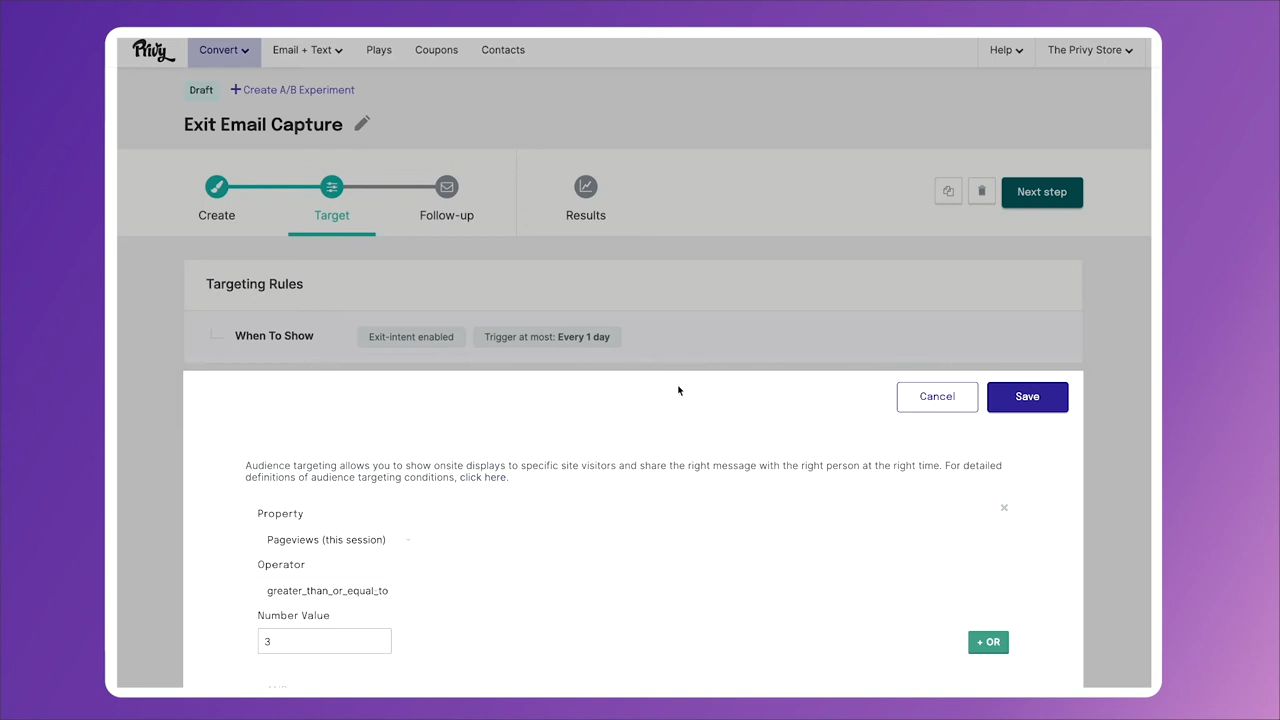 Privy Convert Email + Text Plays Coupons Contacts Help The Privy Store
Draft + Create A/B Experiment
Exit Email Capture
Create Target Follow-up Results Next step
Targeting Rules
When To Show Exit-intent enabled Trigger at most: Every 1 day
Cancel Save
Audience targeting allows you to show onsite displays to specific site visitors and share the right message with the right person at the right time. For detailed
definitions of audience targeting conditions, click here.
Property
Pageviews (this session)
Operator
greater_than_or_equal_to
Number Value
3 + OR